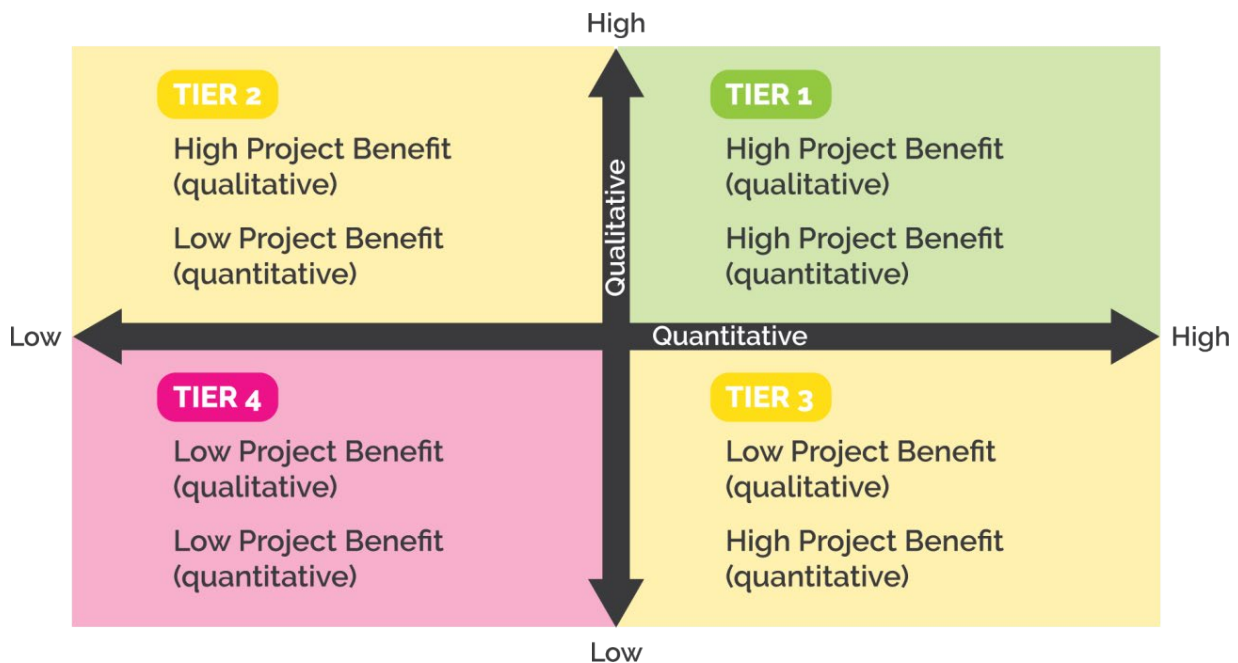 High
TIER 2
High Project Benefit
(qualitative)
Low Project Benefit
(quantitative)
TIER 1
High Project Benefit
(qualitative)
High Project Benefit
(quantitative)
Qualitative
Low
Quantitative
High
TIER 4
Low Project Benefit
(qualitative)
Low Project Benefit
(quantitative)
TIER 3
Low Project Benefit
(qualitative)
High Project Benefit
(quantitative)
Low